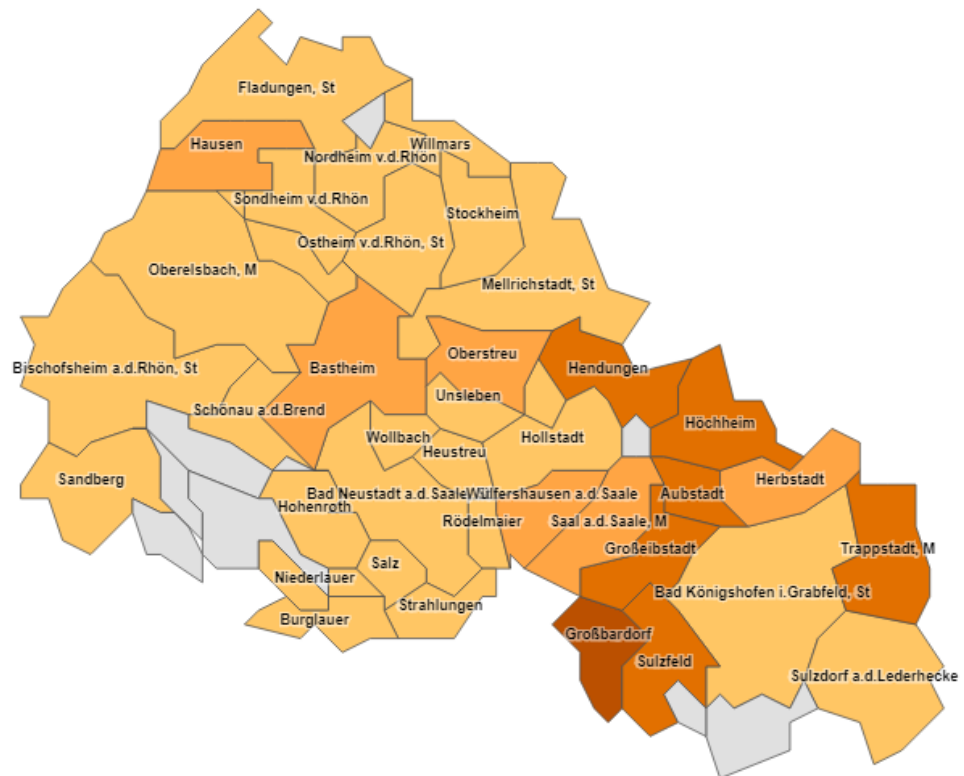 Fladungen, St
Hausen
Willmars
Nordheim v.d.Rhön
Sondheim v.d.Rhön
Stockheim
Ostheim v.d.Rhön, St
Oberelsbach, M
Mellrichstadt, St
Oberstreu
Bischofsheim a.d.Rhön, St
Bastheim
Hendungen
Unsleben
Schönau a.d.Brend
Höchheim
Wollbach
Hollstadt
Heustreu
Sandberg
Herbstadt
Bad Neustadt a.d.Saale
Wülfershausen a.d.Saale
Aubstadt
Hohenroth
Rödelmaier
Saal a.d.Saale, M
Großeibstadt
Trappstadt, M
Salz
Niederlauer
Bad Königshofen i.Grabfeld, St
Strahlungen
Burglauer
Großbardorf
Sulzfeld
Sulzdorf a.d.Lederhecke